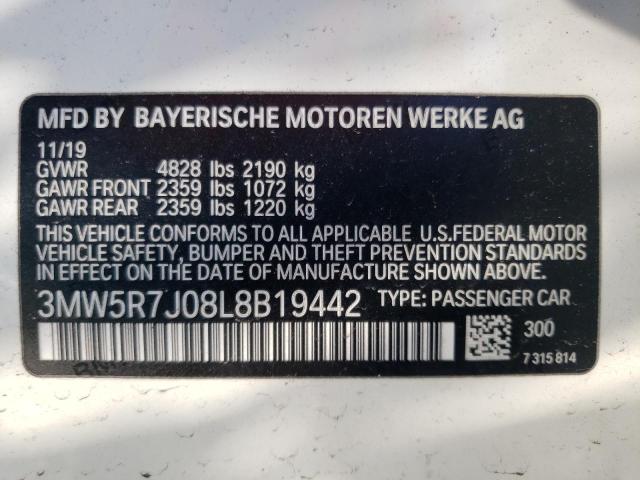 MFD BY BAYERISCHE MOTOREN WERKE AG
11/19
GVWR 4828 lbs 2190 kg
GAWR FRONT 2359 lbs 1072 kg
GAWR REAR 2359 lbs 1220 kg
THIS VEHICLE CONFORMS TO ALL APPLICABLE U.S.FEDERAL MOTOR
VEHICLE SAFETY, BUMPER AND THEFT PREVENTION STANDARDS
IN EFFECT ON THE DATE OF MANUFACTURE SHOWN ABOVE.
3MW5R7J08L8B19442 TYPE: PASSENGER CAR
300
7 315 814